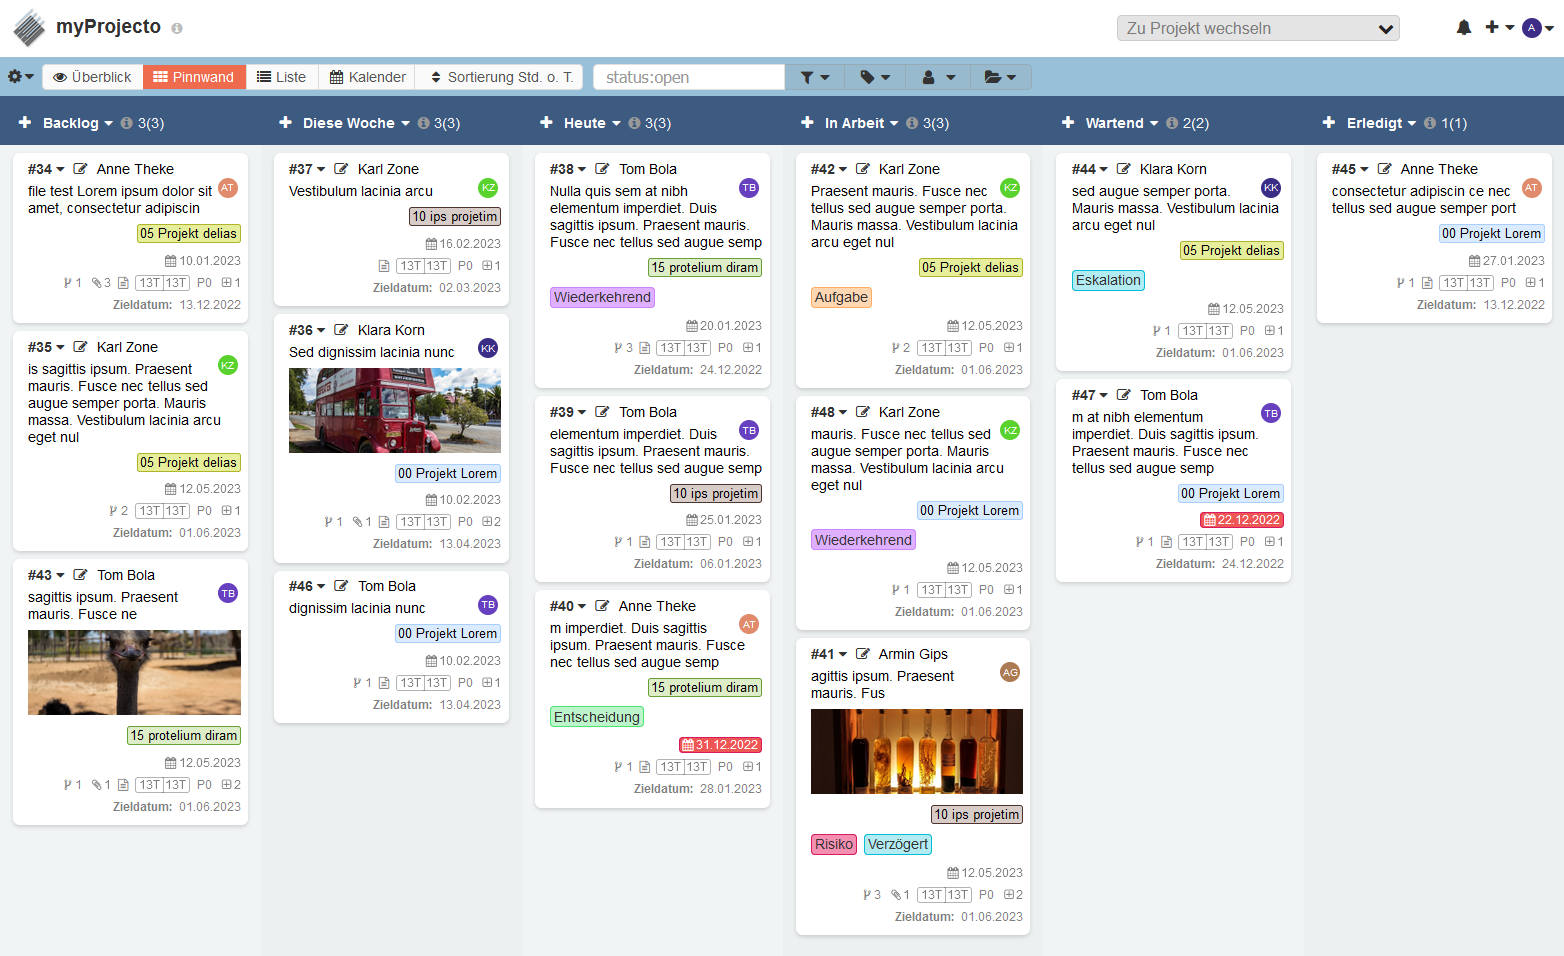 myProjecto
Zu Projekt wechseln
A
Überblick
Pinnwand
Liste
Kalender
Sortierung Std. o. T.
status:open
Backlog 3(3)
Diese Woche 3(3)
Heute 3(3)
In Arbeit 3(3)
Wartend 2(2)
Erledigt 1(1)
#34 Anne Theke
file test Lorem ipsum dolor sit AT
amet, consectetur adipiscin
05 Projekt delias
10.01.2023
1 3 13T 13T P0 1
Zieldatum: 13.12.2022
#35 Karl Zone
is sagittis ipsum. Praesent KZ
mauris. Fusce nec tellus sed
augue semper porta. Mauris
massa. Vestibulum lacinia arcu
eget nul
05 Projekt delias
12.05.2023
2 13T 13T P0 1
Zieldatum: 01.06.2023
#43 Tom Bola
sagittis ipsum. Praesent TB
mauris. Fusce ne
15 protelium diram
12.05.2023
1 1 13T 13T P0 2
Zieldatum: 01.06.2023
#37 Karl Zone
Vestibulum lacinia arcu KZ
10 ips projetim
16.02.2023
13T 13T P0 1
Zieldatum: 02.03.2023
#36 Klara Korn
Sed dignissim lacinia nunc KK
00 Projekt Lorem
10.02.2023
1 1 13T 13T P0 2
Zieldatum: 13.04.2023
#46 Tom Bola
dignissim lacinia nunc TB
00 Projekt Lorem
10.02.2023
1 13T 13T P0 1
Zieldatum: 13.04.2023
#38 Tom Bola
Nulla quis sem at nibh TB
elementum imperdiet. Duis
sagittis ipsum. Praesent mauris.
Fusce nec tellus sed augue semp
15 protelium diram
Wiederkehrend
20.01.2023
3 13T 13T P0 1
Zieldatum: 24.12.2022
#39 Tom Bola
elementum imperdiet. Duis TB
sagittis ipsum. Praesent mauris.
Fusce nec tellus sed augue semp
10 ips projetim
25.01.2023
1 13T 13T P0 1
Zieldatum: 06.01.2023
#40 Anne Theke
m imperdiet. Duis sagittis AT
ipsum. Praesent mauris. Fusce
nec tellus sed augue semp
15 protelium diram
Entscheidung
31.12.2022
1 13T 13T P0 1
Zieldatum: 28.01.2023
#42 Karl Zone
Praesent mauris. Fusce nec KZ
tellus sed augue semper porta.
Mauris massa. Vestibulum lacinia
arcu eget nul
05 Projekt delias
Aufgabe
12.05.2023
2 13T 13T P0 1
Zieldatum: 01.06.2023
#48 Karl Zone
mauris. Fusce nec tellus sed KZ
augue semper porta. Mauris
massa. Vestibulum lacinia arcu
eget nul
00 Projekt Lorem
Wiederkehrend
12.05.2023
1 13T 13T P0 1
Zieldatum: 01.06.2023
#41 Armin Gips
agittis ipsum. Praesent AG
mauris. Fus
10 ips projetim
Risiko Verzögert
12.05.2023
3 1 13T 13T P0 2
Zieldatum: 01.06.2023
#44 Klara Korn
sed augue semper porta. KK
Mauris massa. Vestibulum lacinia
arcu eget nul
05 Projekt delias
Eskalation
12.05.2023
1 13T 13T P0 1
Zieldatum: 01.06.2023
#47 Tom Bola
m at nibh elementum TB
imperdiet. Duis sagittis ipsum.
Praesent mauris. Fusce nec
tellus sed augue semp
00 Projekt Lorem
22.12.2022
1 13T 13T P0 1
Zieldatum: 24.12.2022
#45 Anne Theke
consectetur adipiscin ce nec AT
tellus sed augue semper port
00 Projekt Lorem
27.01.2023
1 13T 13T P0 1
Zieldatum: 13.12.2022